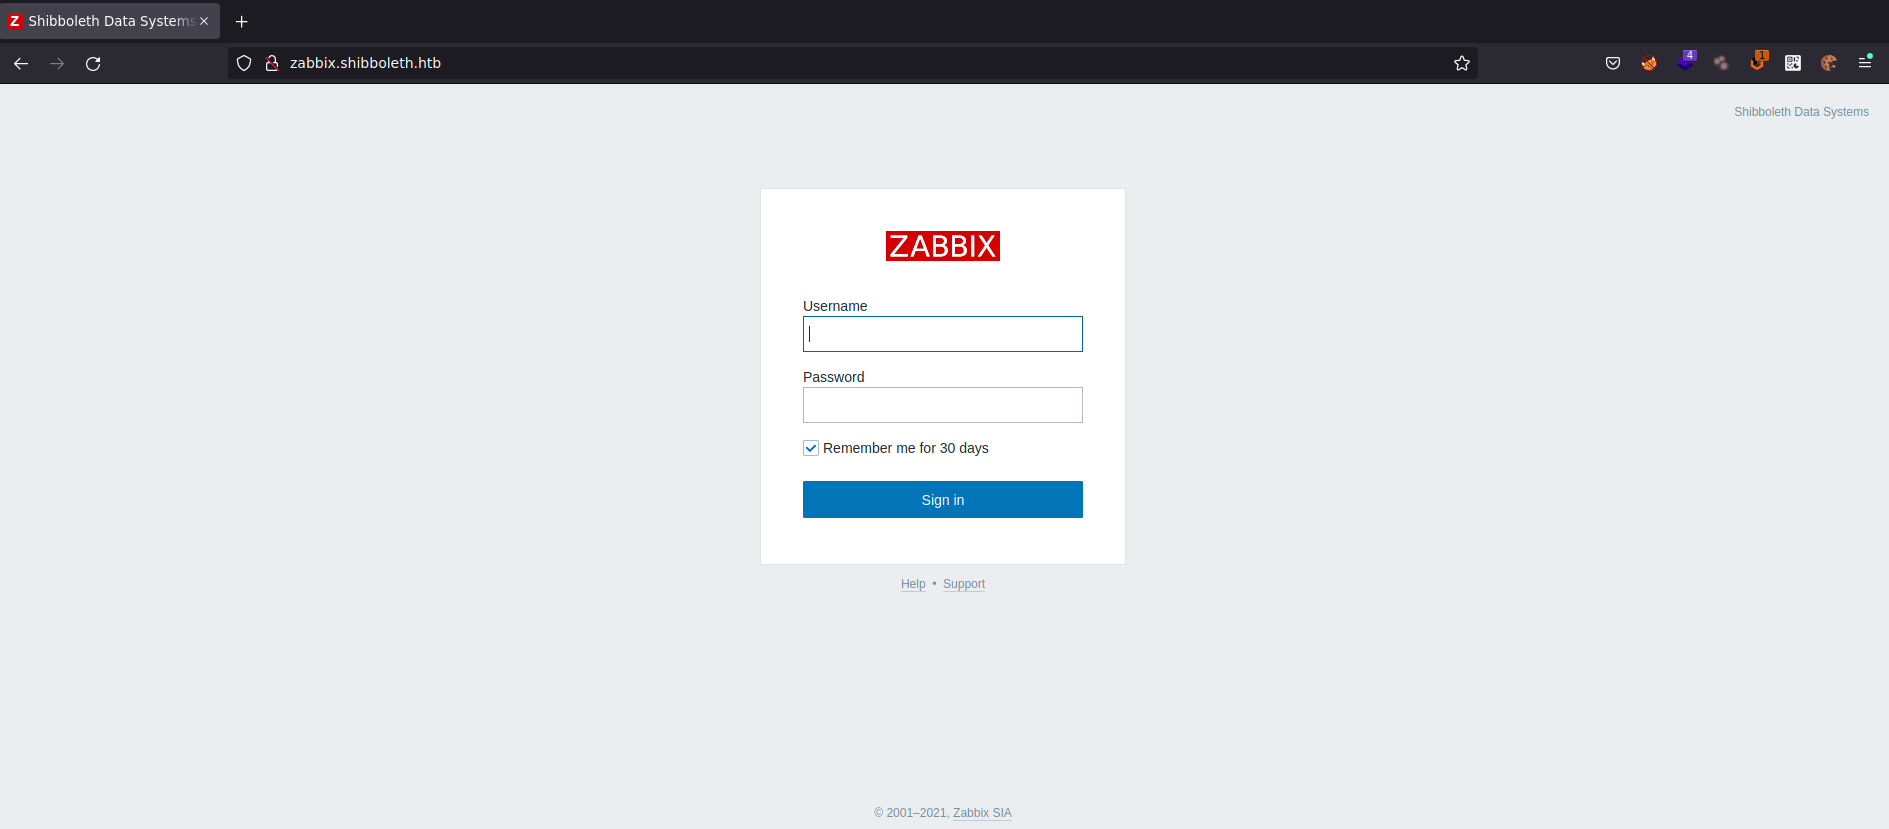 Z Shibboleth Data Systems
zabbix.shibboleth.htb
4
1
Shibboleth Data Systems
ZABBIX
Username
Password
Remember me for 30 days
Sign in
Help • Support
© 2001–2021, Zabbix SIA